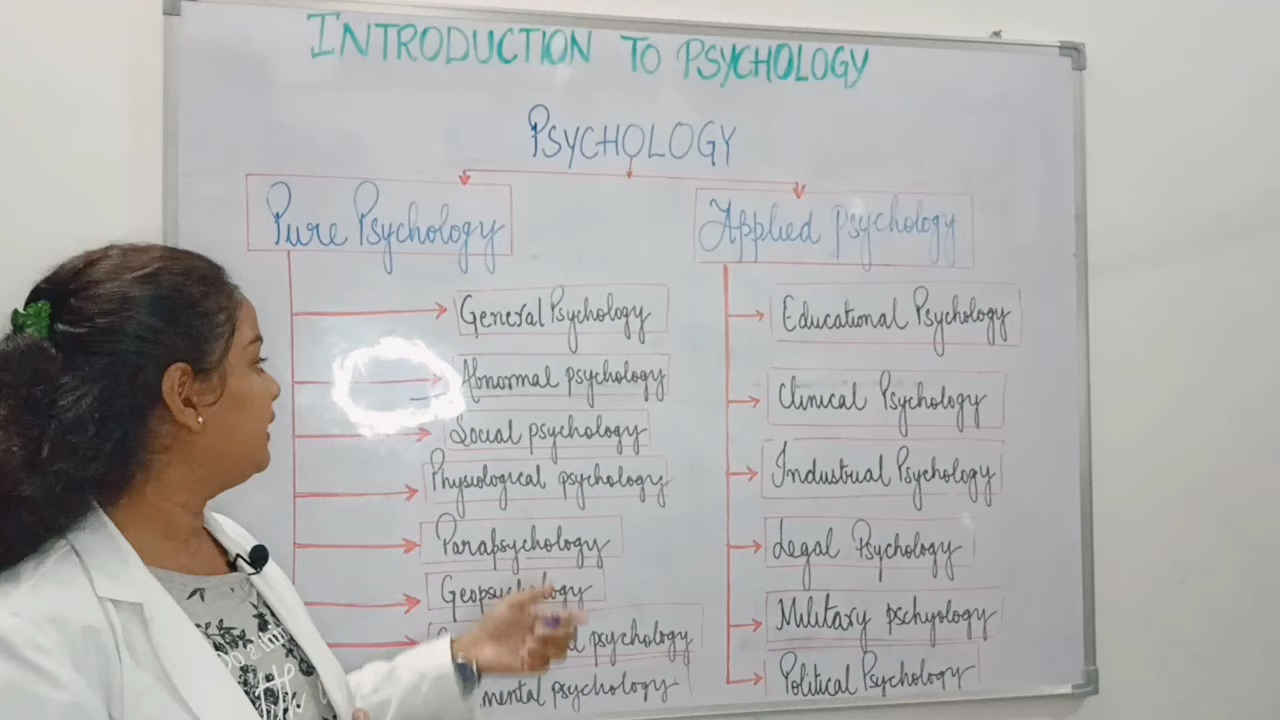 INTRODUCTION TO PSYCHOLOGY
PSYCHOLOGY
Pure Psychology
General Psychology
Abnormal psychology
Social psychology
Physiological psychology
Parapsychology
Geopsychology
psychology
mental psychology
Applied psychology
Educational Psychology
Clinical Psychology
Industrial Psychology
Legal Psychology
Military pschyology
Political Psychology